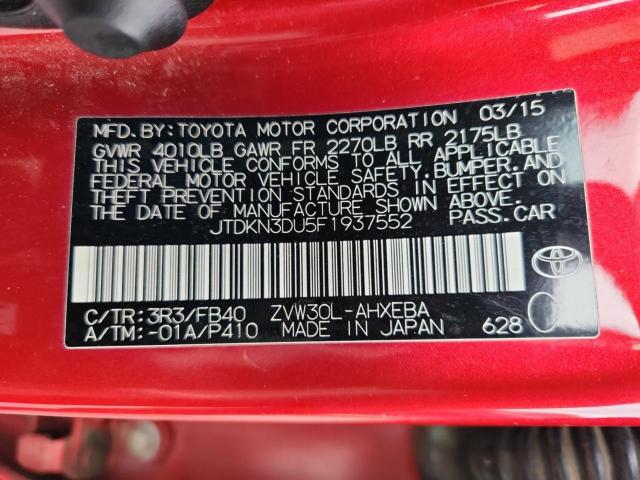 MFD. BY: TOYOTA MOTOR CORPORATION 03/15
GVWR 4010LB GAWR FR 2270LB RR 2175LB
THIS VEHICLE CONFORMS TO ALL APPLICABLE
FEDERAL MOTOR VEHICLE SAFETY, BUMPER, AND
THEFT PREVENTION STANDARDS IN EFFECT ON
THE DATE OF MANUFACTURE SHOWN ABOVE.
JTDKN3DU5F1937552 PASS. CAR
C/TR: 3R3/FB40 ZVW30L-AHXEBA
A/TM: -01A/P410 MADE IN JAPAN 628 C